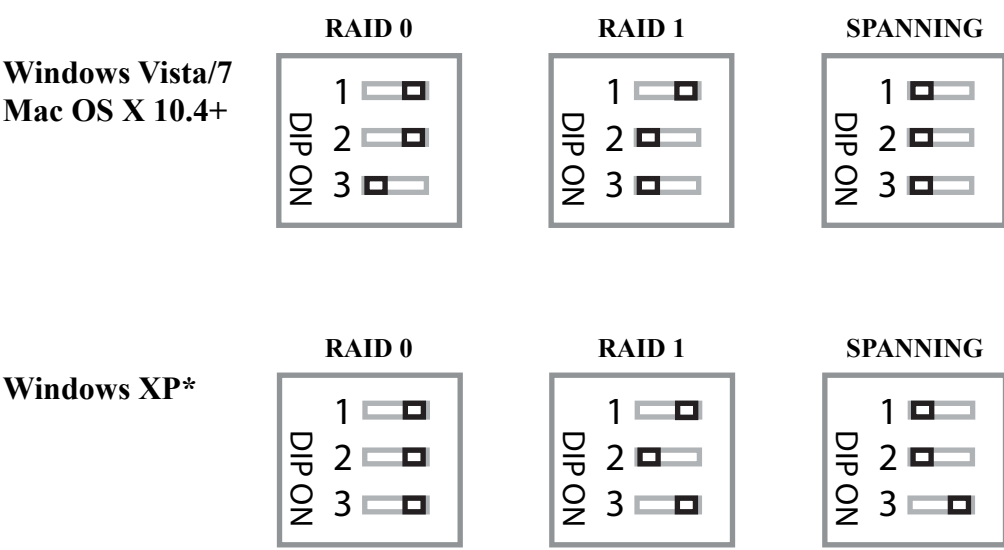 RAID 0
RAID 1
SPANNING
Windows Vista/7
Mac OS X 10.4+
DIP ON
1
2
3
DIP ON
1
2
3
DIP ON
1
2
3
RAID 0
RAID 1
SPANNING
Windows XP*
DIP ON
1
2
3
DIP ON
1
2
3
DIP ON
1
2
3